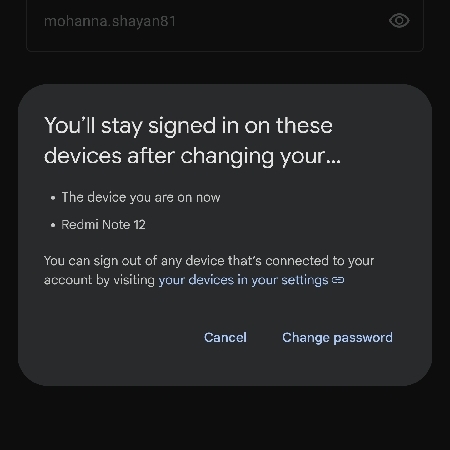 mohanna.shayan81
You'll stay signed in on these
devices after changing your...
• The device you are on now
• Redmi Note 12
You can sign out of any device that's connected to your
account by visiting your devices in your settings
Cancel Change password